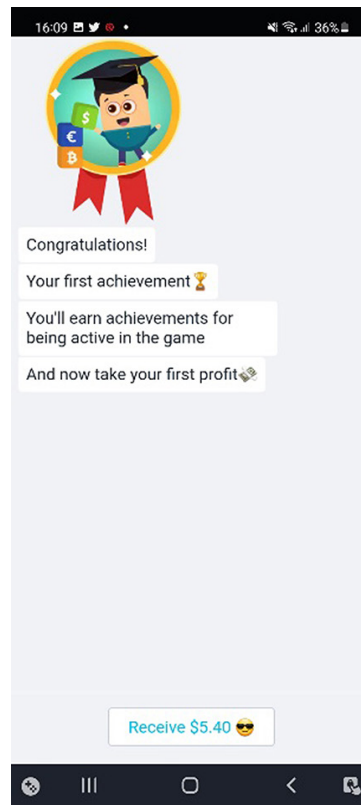 16:09 36%
$
€
₿
Congratulations!
Your first achievement🏆
You'll earn achievements for
being active in the game
And now take your first profit💸
Receive $5.40 😎